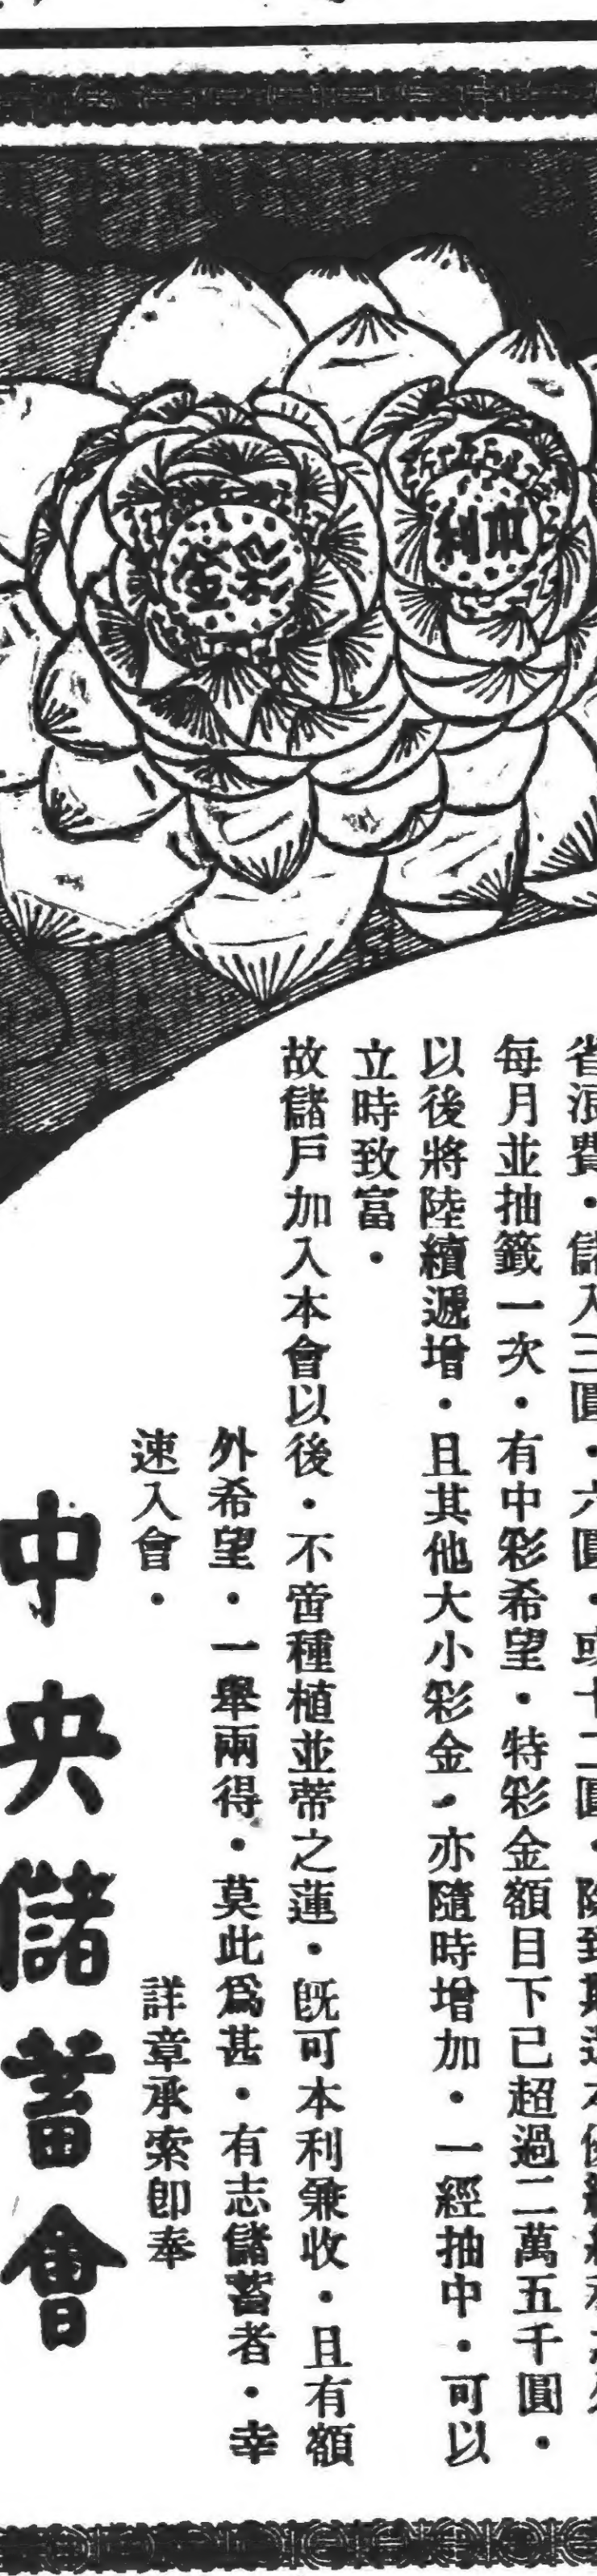 本利
彩金
省浪費．儲入三圓．六圓．或十二圓．
每月並抽籤一次．有中彩希望．特彩金額目下已超過二萬五千圓．
以後將陸續遞增．且其他大小彩金．亦隨時增加．一經抽中．可以
立時致富．
故儲戶加入本會以後．不啻種植並蒂之蓮．既可本利兼收．且有額
外希望．一舉兩得．莫此爲甚．有志儲蓄者．幸
速入會．
詳章承索即奉
中央儲蓄會